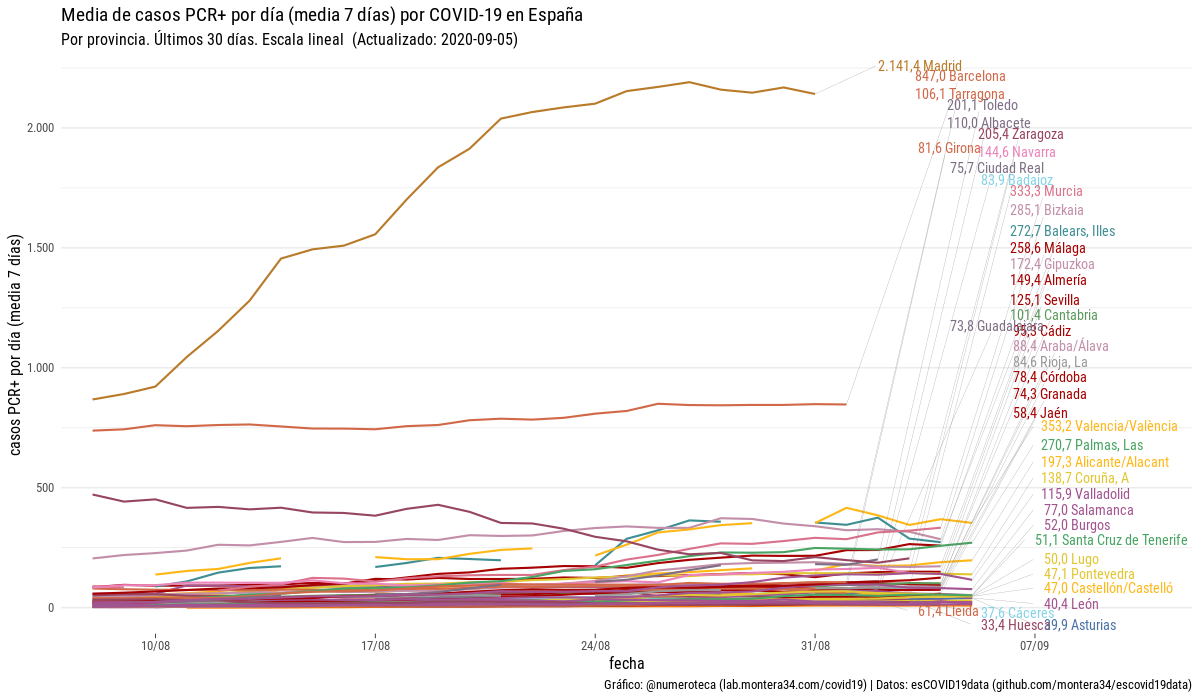 Media de casos PCR+ por día (media 7 días) por COVID-19 en España
Por provincia. Últimos 30 días. Escala lineal (Actualizado: 2020-09-05)
casos PCR+ por día (media 7 días)
2.000
1.500
1.000
500
0
2.141,4 Madrid
847,0 Barcelona
106,1 Tarragona
201,1 Toledo
110,0 Albacete
205,4 Zaragoza
81,6 Girona
144,6 Navarra
75,7 Ciudad Real
83,9 Badajoz
333,3 Murcia
285,1 Bizkaia
272,7 Balears, Illes
258,6 Málaga
172,4 Gipuzkoa
149,4 Almería
125,1 Sevilla
101,4 Cantabria
73,8 Guadalajara
95,3 Cádiz
88,4 Araba/Álava
84,6 Rioja, La
78,4 Córdoba
74,3 Granada
58,4 Jaén
353,2 Valencia/València
270,7 Palmas, Las
197,3 Alicante/Alacant
138,7 Coruña, A
115,9 Valladolid
77,0 Salamanca
52,0 Burgos
51,1 Santa Cruz de Tenerife
50,0 Lugo
47,1 Pontevedra
47,0 Castellón/Castelló
40,4 León
61,4 Lleida
37,6 Cáceres
33,4 Huesca
Asturias
10/08
17/08
24/08
31/08
07/09
fecha
Gráfico: @numeroteca (lab.montera34.com/covid19) | Datos: esCOVID19data (github.com/montera34/escovid19data)